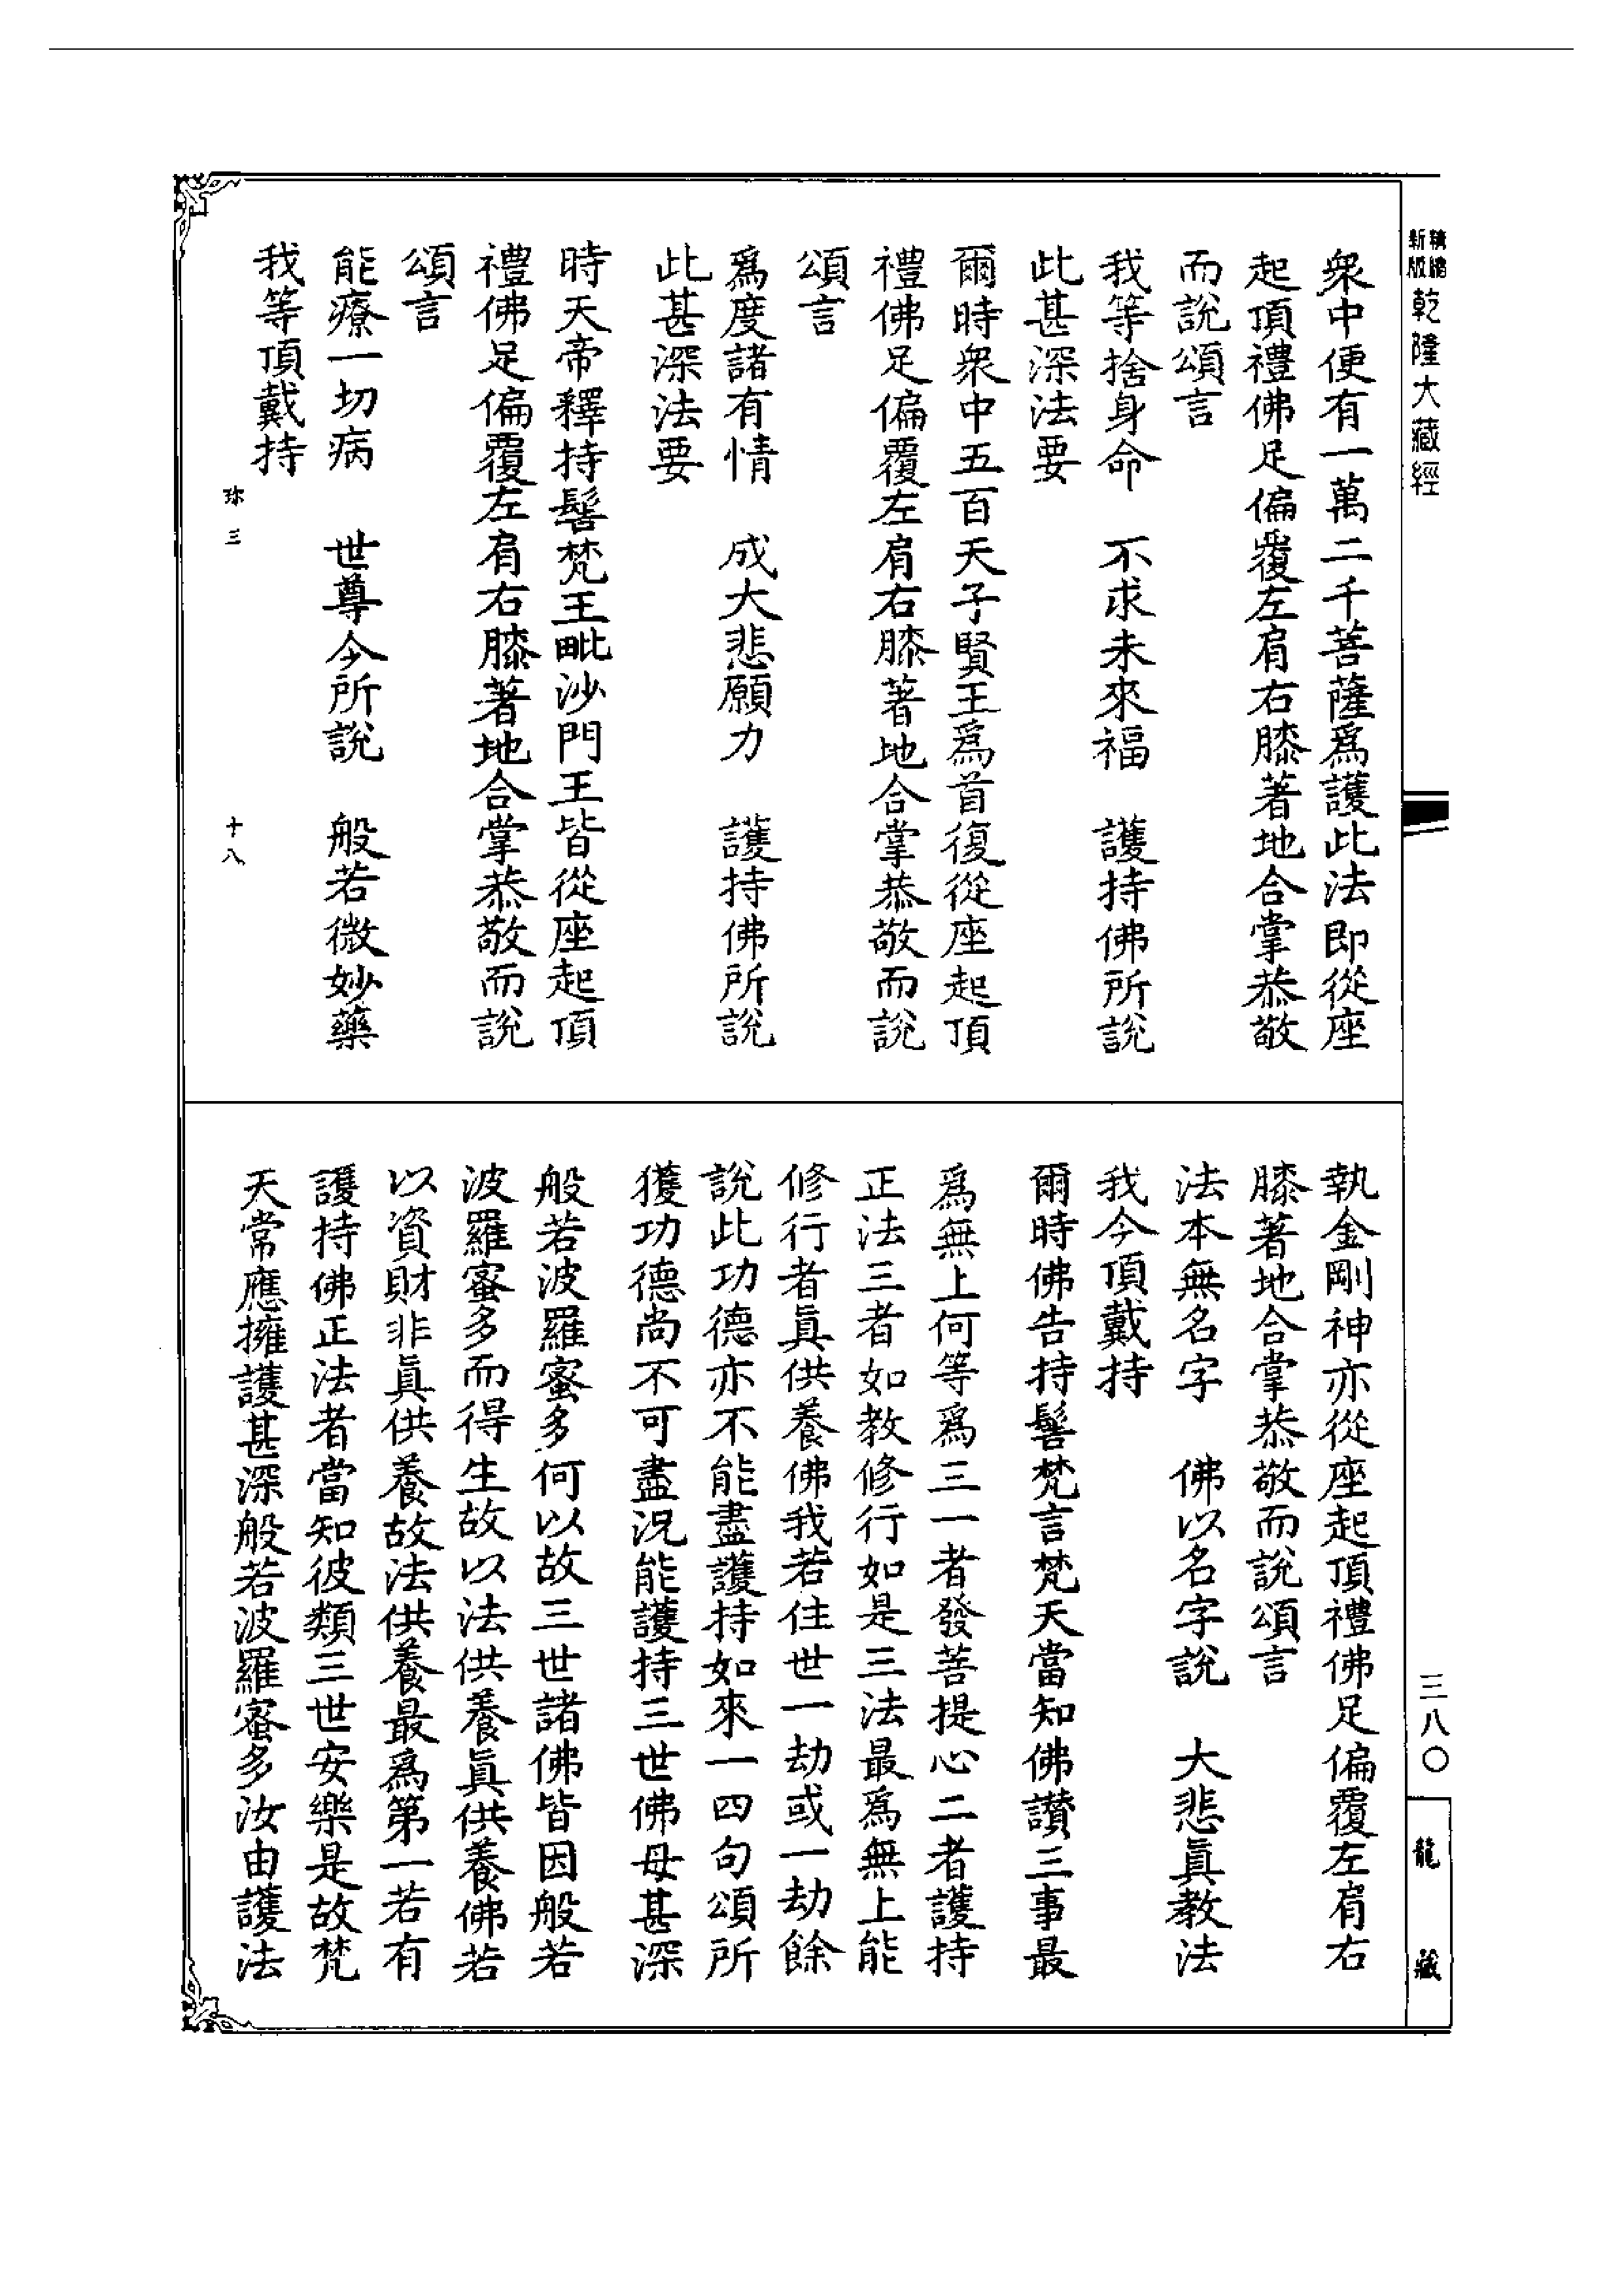 精縮新版乾隆大藏經
衆中便有一萬二千菩薩爲護此法即從座
起頂禮佛足偏覆左肩右膝著地合掌恭敬
而說頌言
我等捨身命　不求未來福　護持佛所說
此甚深法要
爾時衆中五百天子賢王爲首復從座起頂
禮佛足偏覆左肩右膝著地合掌恭敬而說
頌言
爲度諸有情　成大悲願力　護持佛所說
此甚深法要
時天帝釋持髻梵王毗沙門王皆從座起頂
禮佛足偏覆左肩右膝著地合掌恭敬而說
頌言
能療一切病　世尊今所說　般若微妙藥
我等頂戴持
珎三　十八
執金剛神亦從座起頂禮佛足偏覆左肩右
膝著地合掌恭敬而說頌言
法本無名字　佛以名字說　大悲眞教法
我今頂戴持
爾時佛告持髻梵言梵天當知佛讃三事最
爲無上何等爲三一者發菩提心二者護持
正法三者如教修行如是三法最爲無上能
修行者眞供養佛我若住世一劫或一劫餘
說此功德亦不能盡護持如來一四句頌所
獲功德尚不可盡況能護持三世佛母甚深
般若波羅蜜多何以故三世諸佛皆因般若
波羅蜜多而得生故以法供養眞供養佛若
以資財非眞供養故法供養最爲第一若有
護持佛正法者當知彼類三世安樂是故梵
天常應擁護甚深般若波羅蜜多汝由護法
三八〇
龍藏